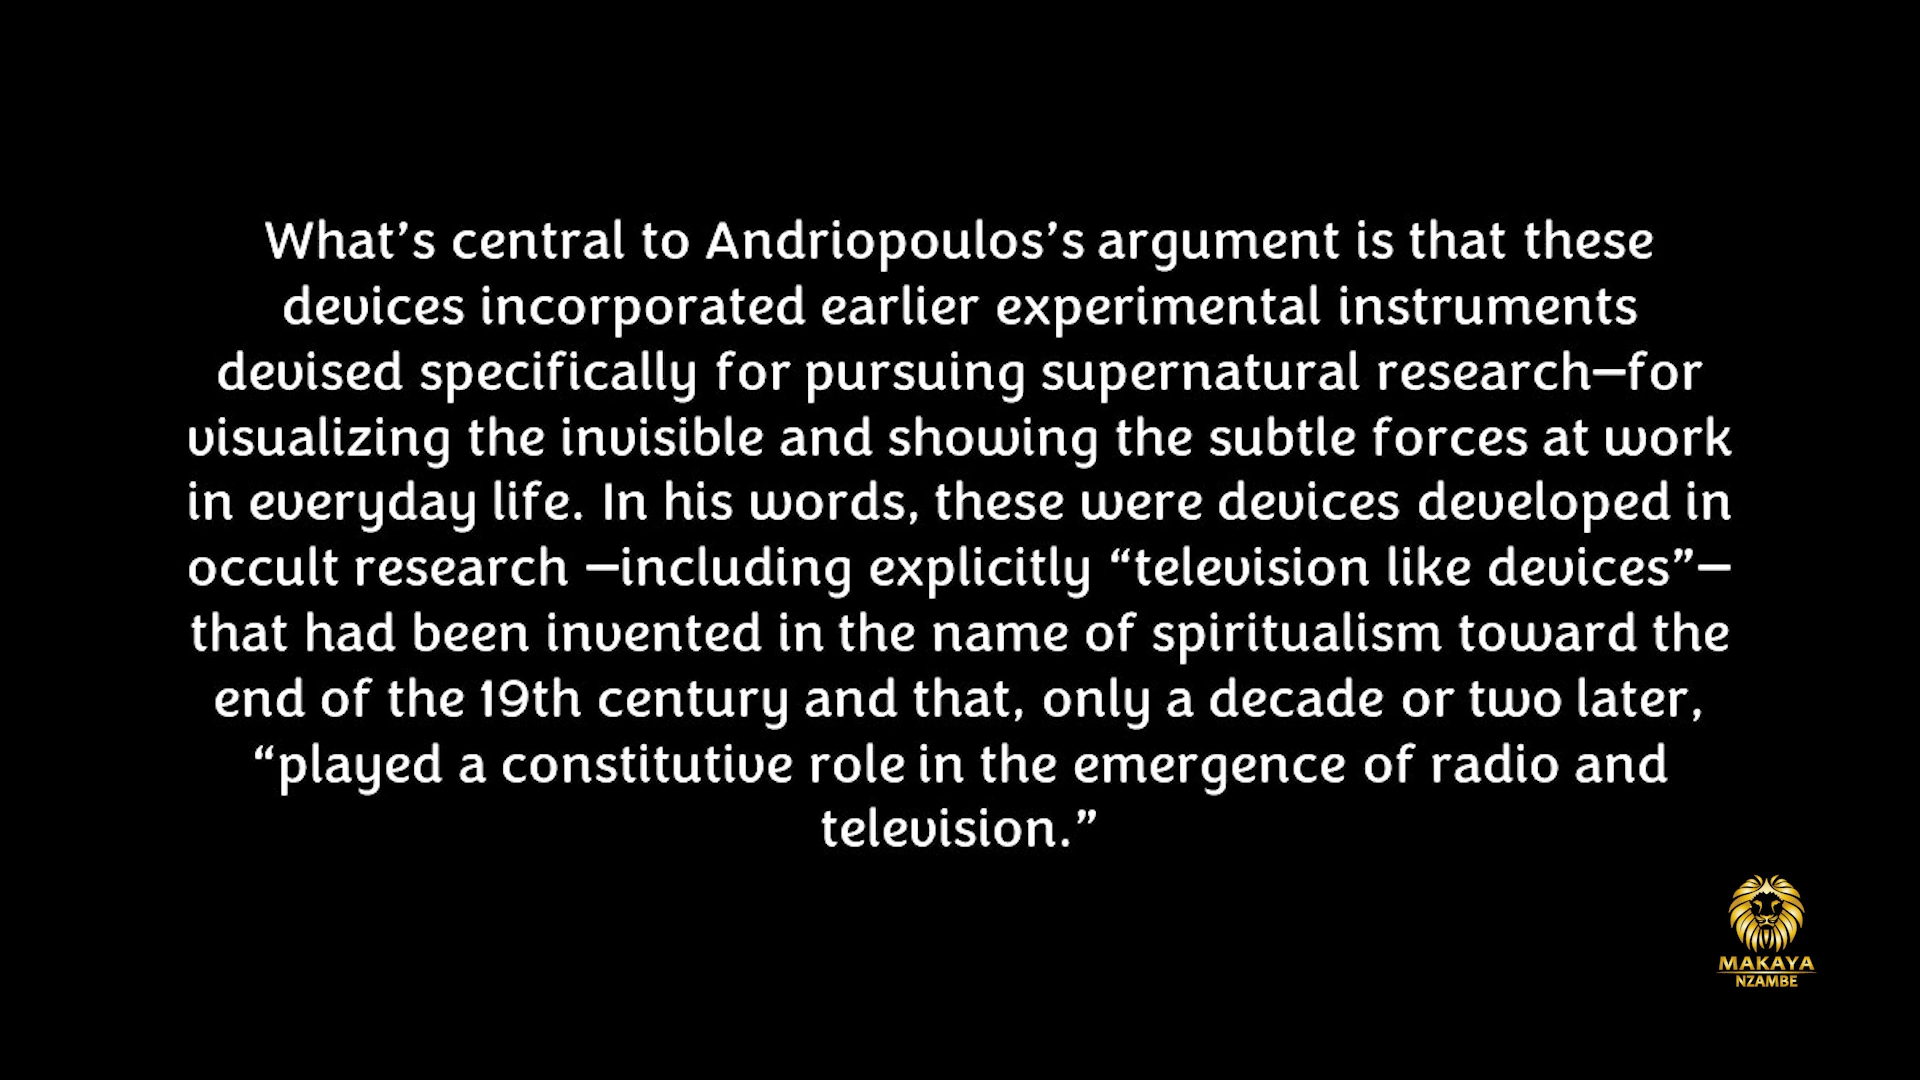 What’s central to Andriopoulos’s argument is that these
devices incorporated earlier experimental instruments
devised specifically for pursuing supernatural research—for
visualizing the invisible and showing the subtle forces at work
in everyday life. In his words, these were devices developed in
occult research —including explicitly “television like devices”—
that had been invented in the name of spiritualism toward the
end of the 19th century and that, only a decade or two later,
“played a constitutive role in the emergence of radio and
television.”
MAKAYA
NZAMBE